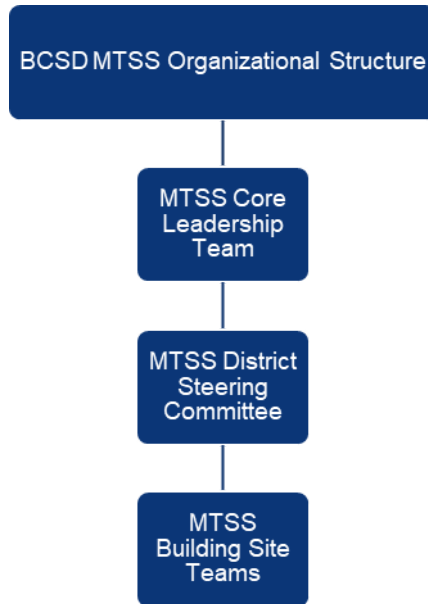 BCSD MTSS Organizational Structure
MTSS Core
Leadership
Team
MTSS District
Steering
Committee
MTSS
Building Site
Teams